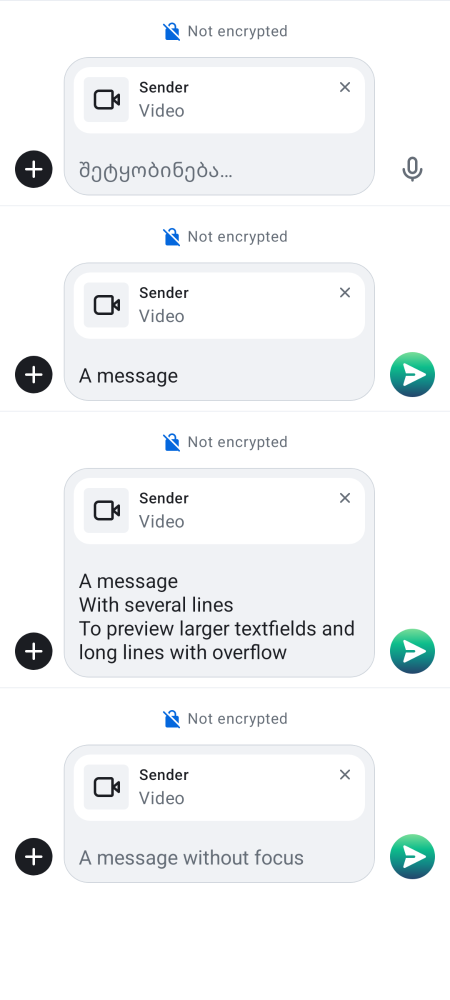 Not encrypted
Sender
Video
შეტყობინება…
Not encrypted
Sender
Video
A message
Not encrypted
Sender
Video
A message
With several lines
To preview larger textfields and
long lines with overflow
Not encrypted
Sender
Video
A message without focus